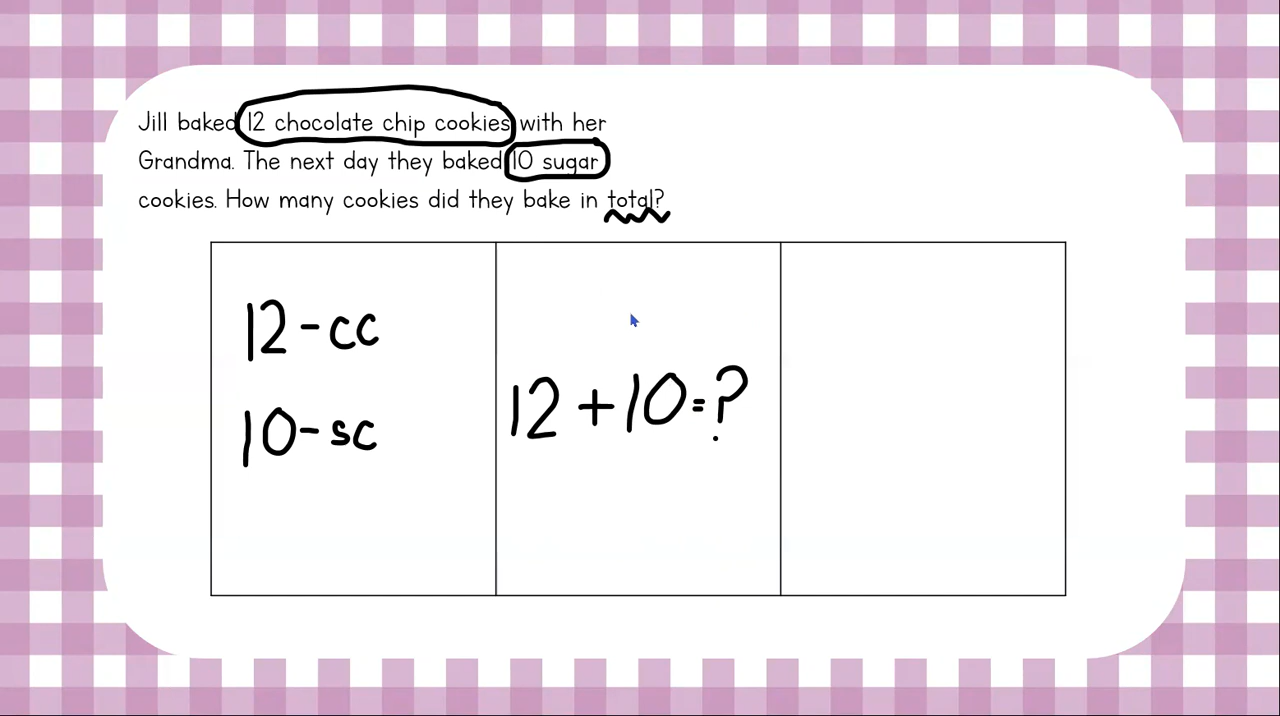 Jill baked 12 chocolate chip cookies with her
Grandma. The next day they baked 10 sugar
cookies. How many cookies did they bake in total?
12-cc
10-sc
12+10=?